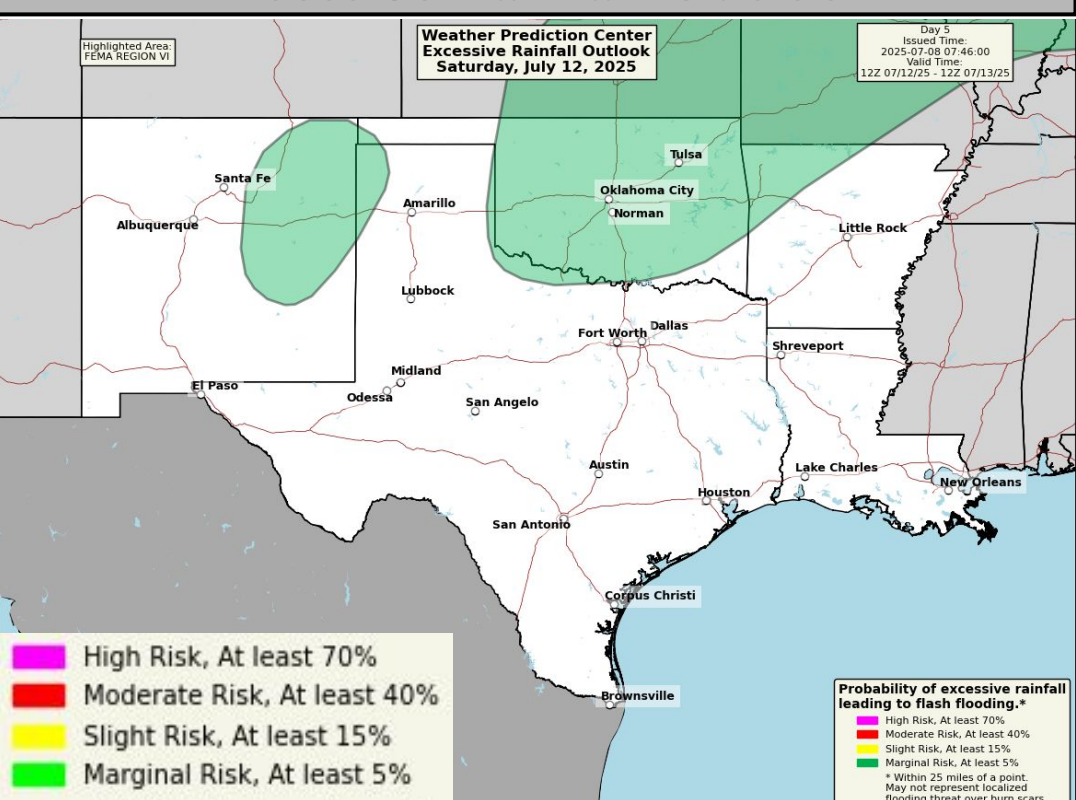 Highlighted Area:
FEMA REGION VI
Weather Prediction Center
Excessive Rainfall Outlook
Saturday, July 12, 2025
Day 5
Issued Time:
2025-07-08 07:46:00
Valid Time:
12Z 07/12/25 - 12Z 07/13/25
Tulsa
Santa Fe
Oklahoma City
Amarillo
Norman
Albuquerque
Little Rock
Lubbock
Dallas
Fort Worth
Shreveport
Midland
El Paso
Odessa
San Angelo
Austin
Lake Charles
New Orleans
Houston
San Antonio
Corpus Christi
Brownsville
High Risk, At least 70%
Moderate Risk, At least 40%
Slight Risk, At least 15%
Marginal Risk, At least 5%
Probability of excessive rainfall
leading to flash flooding.*
High Risk, At least 70%
Moderate Risk, At least 40%
Slight Risk, At least 15%
Marginal Risk, At least 5%
* Within 25 miles of a point.
May not represent localized
flooding threat over burn scars